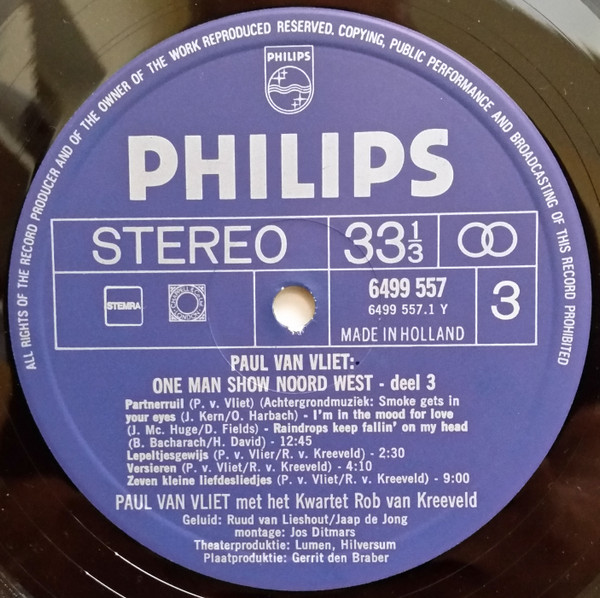 ALL RIGHTS OF THE RECORD PRODUCER AND OF THE OWNER OF THE WORK REPRODUCED RESERVED. COPYING, PUBLIC PERFORMANCE AND BROADCASTING OF THIS RECORD PROHIBITED
PHILIPS
PHILIPS
STEREO
33 1/3
STEMRA
6499 557
6499 557.1 Y
3
MADE IN HOLLAND
PAUL VAN VLIET:
ONE MAN SHOW NOORD WEST - deel 3
Partnerruil (P. v. Vliet) (Achtergrondmuziek: Smoke gets in
your eyes (J. Kern/O. Harbach) - I'm in the mood for love
(J. Mc. Huge/D. Fields) - Raindrops keep fallin' on my head
(B. Bacharach/H. David) - 12:45
Lepeltjesgewijs (P. v. Vlier/R. v. Kreeveld) - 2:30
Versieren (P. v. Vliet/R. v. Kreeveld) - 4:10
Zoven kleine liefdesliedjes (P. v. Vliet/R. v. Kreeveld) - 9:00
PAUL VAN VLIET met het Kwartet Rob van Kreeveld
Geluid: Ruud van Lieshout/Jaap de Jong
montage: Jos Ditmars
Theaterproduktie: Lumen, Hilversum
Plaatproduktie: Gerrit den Braber